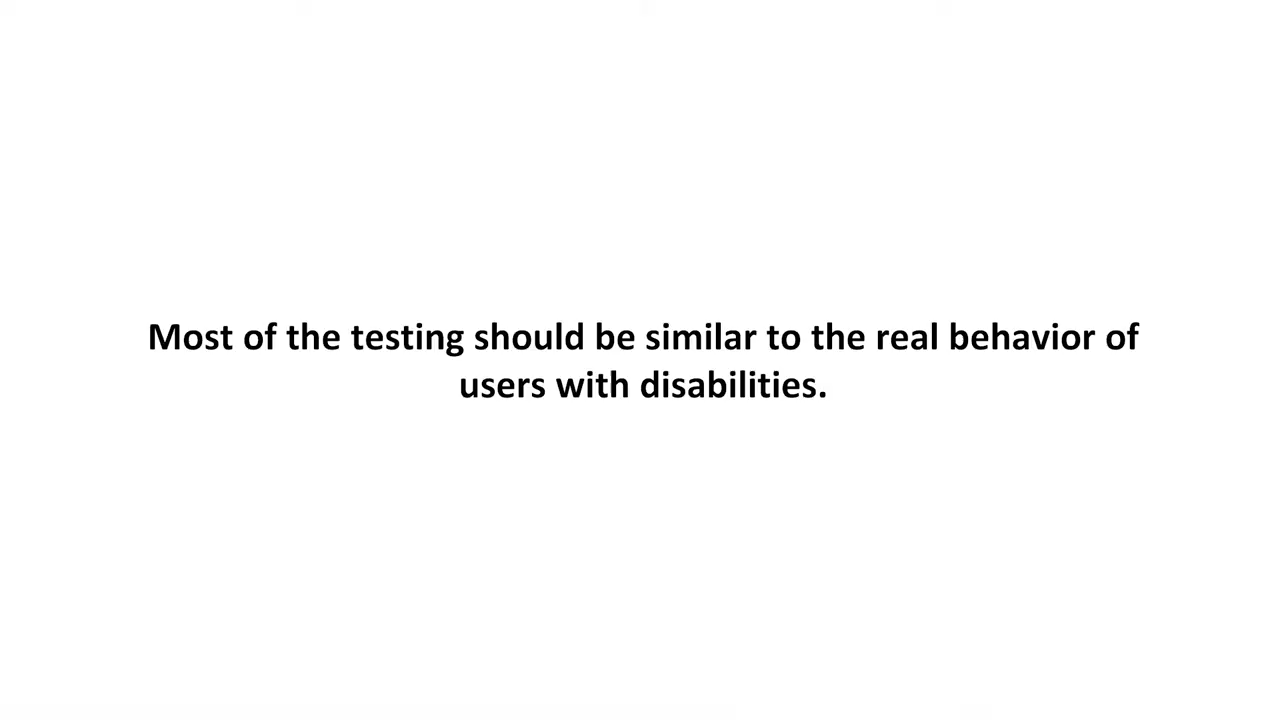 Most of the testing should be similar to the real behavior of
users with disabilities.